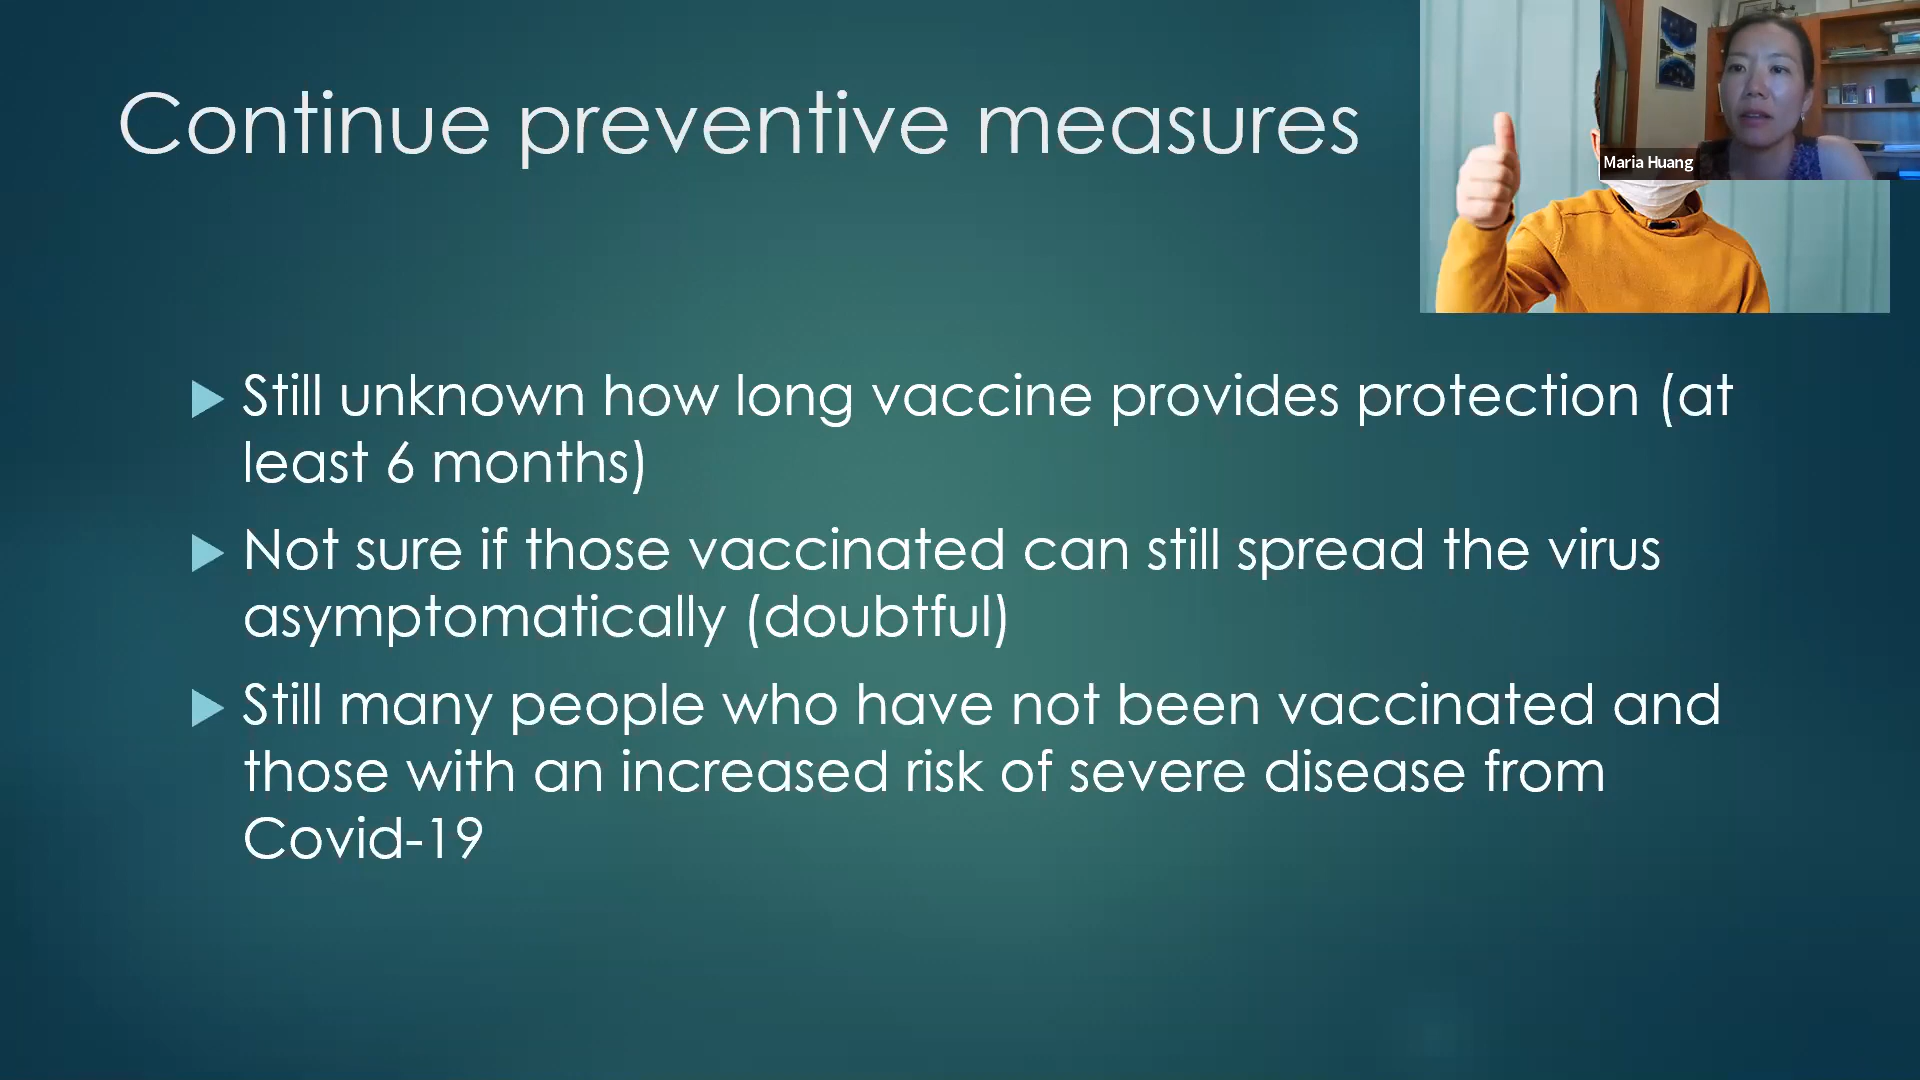 Continue preventive measures
Maria Huang
Still unknown how long vaccine provides protection (at
least 6 months)
Not sure if those vaccinated can still spread the virus
asymptomatically (doubtful)
Still many people who have not been vaccinated and
those with an increased risk of severe disease from
Covid-19